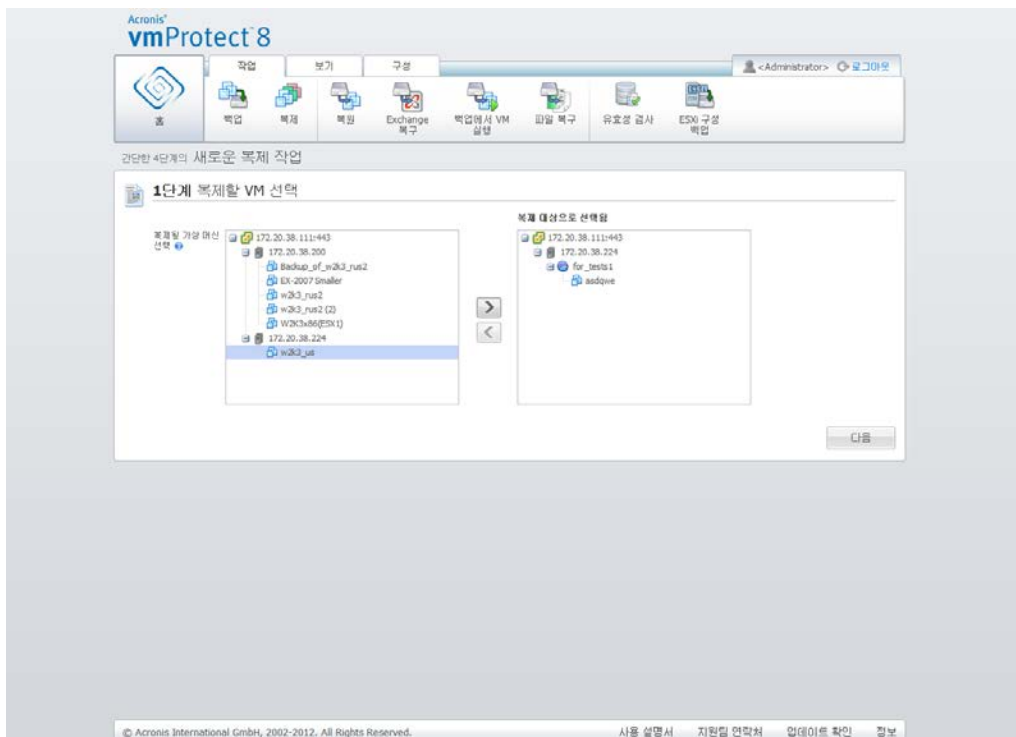 Acronis®
vmProtect™8
작업
보기
구성
<Administrator>
로그아웃
홈
백업
복제
복원
Exchange
복구
백업에서 VM
실행
파일 복구
유효성 검사
ESXi 구성
백업
간단한 4단계의 새로운 복제 작업
1단계 복제할 VM 선택
복제될 가상 머신
선택
172.20.38.111:443
172.20.38.200
Backup_of_w2k3_rus2
EX-2007 Smaller
w2k3_rus2
w2k3_rus2 (2)
W2K3x86(ESX1)
172.20.38.224
w2k3_us
복제 대상으로 선택됨
172.20.38.111:443
172.20.38.224
for_tests1
asdqwe
다음
© Acronis International GmbH, 2002-2012. All Rights Reserved.
사용 설명서
지원팀 연락처
업데이트 확인
정보